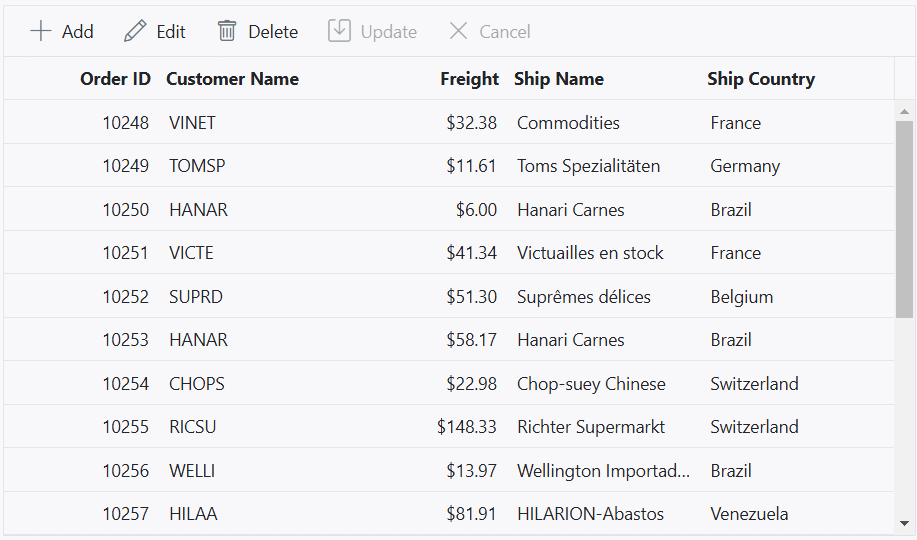 Add Edit Delete Update Cancel
Order ID Customer Name Freight Ship Name Ship Country
10248 VINET $32.38 Commodities France
10249 TOMSP $11.61 Toms Spezialitäten Germany
10250 HANAR $6.00 Hanari Carnes Brazil
10251 VICTE $41.34 Victuailles en stock France
10252 SUPRD $51.30 Suprêmes délices Belgium
10253 HANAR $58.17 Hanari Carnes Brazil
10254 CHOPS $22.98 Chop-suey Chinese Switzerland
10255 RICSU $148.33 Richter Supermarkt Switzerland
10256 WELLI $13.97 Wellington Importad... Brazil
10257 HILAA $81.91 HILARION-Abastos Venezuela